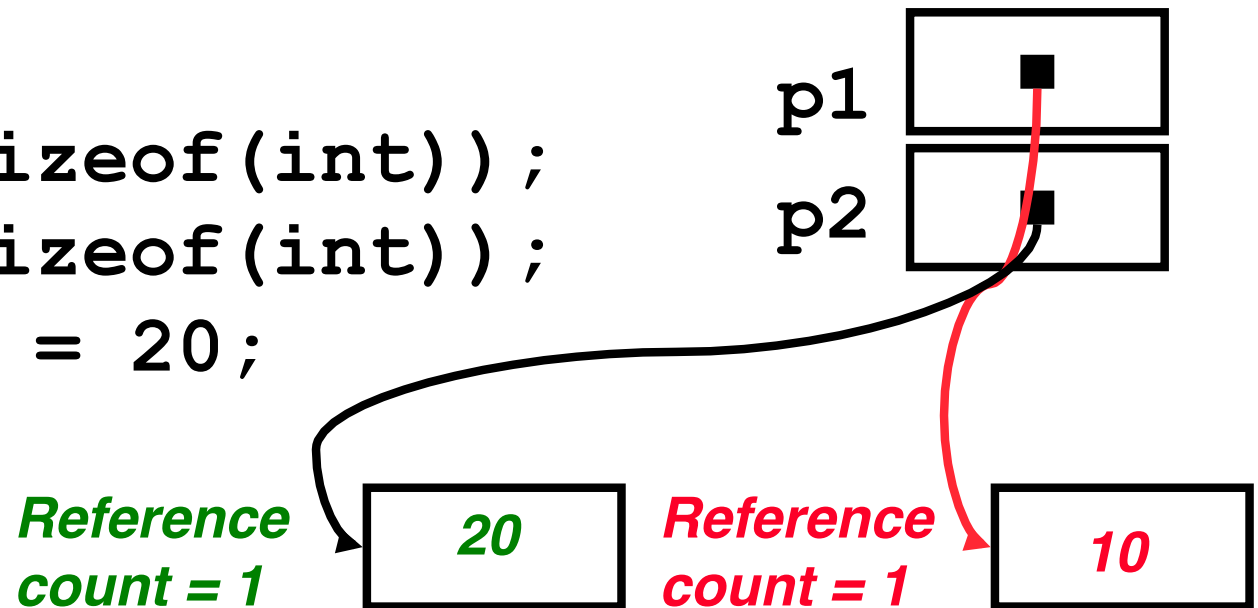 p1
izeof(int));
p2
izeof(int));
= 20;
Reference
count = 1
20
Reference
count = 1
10